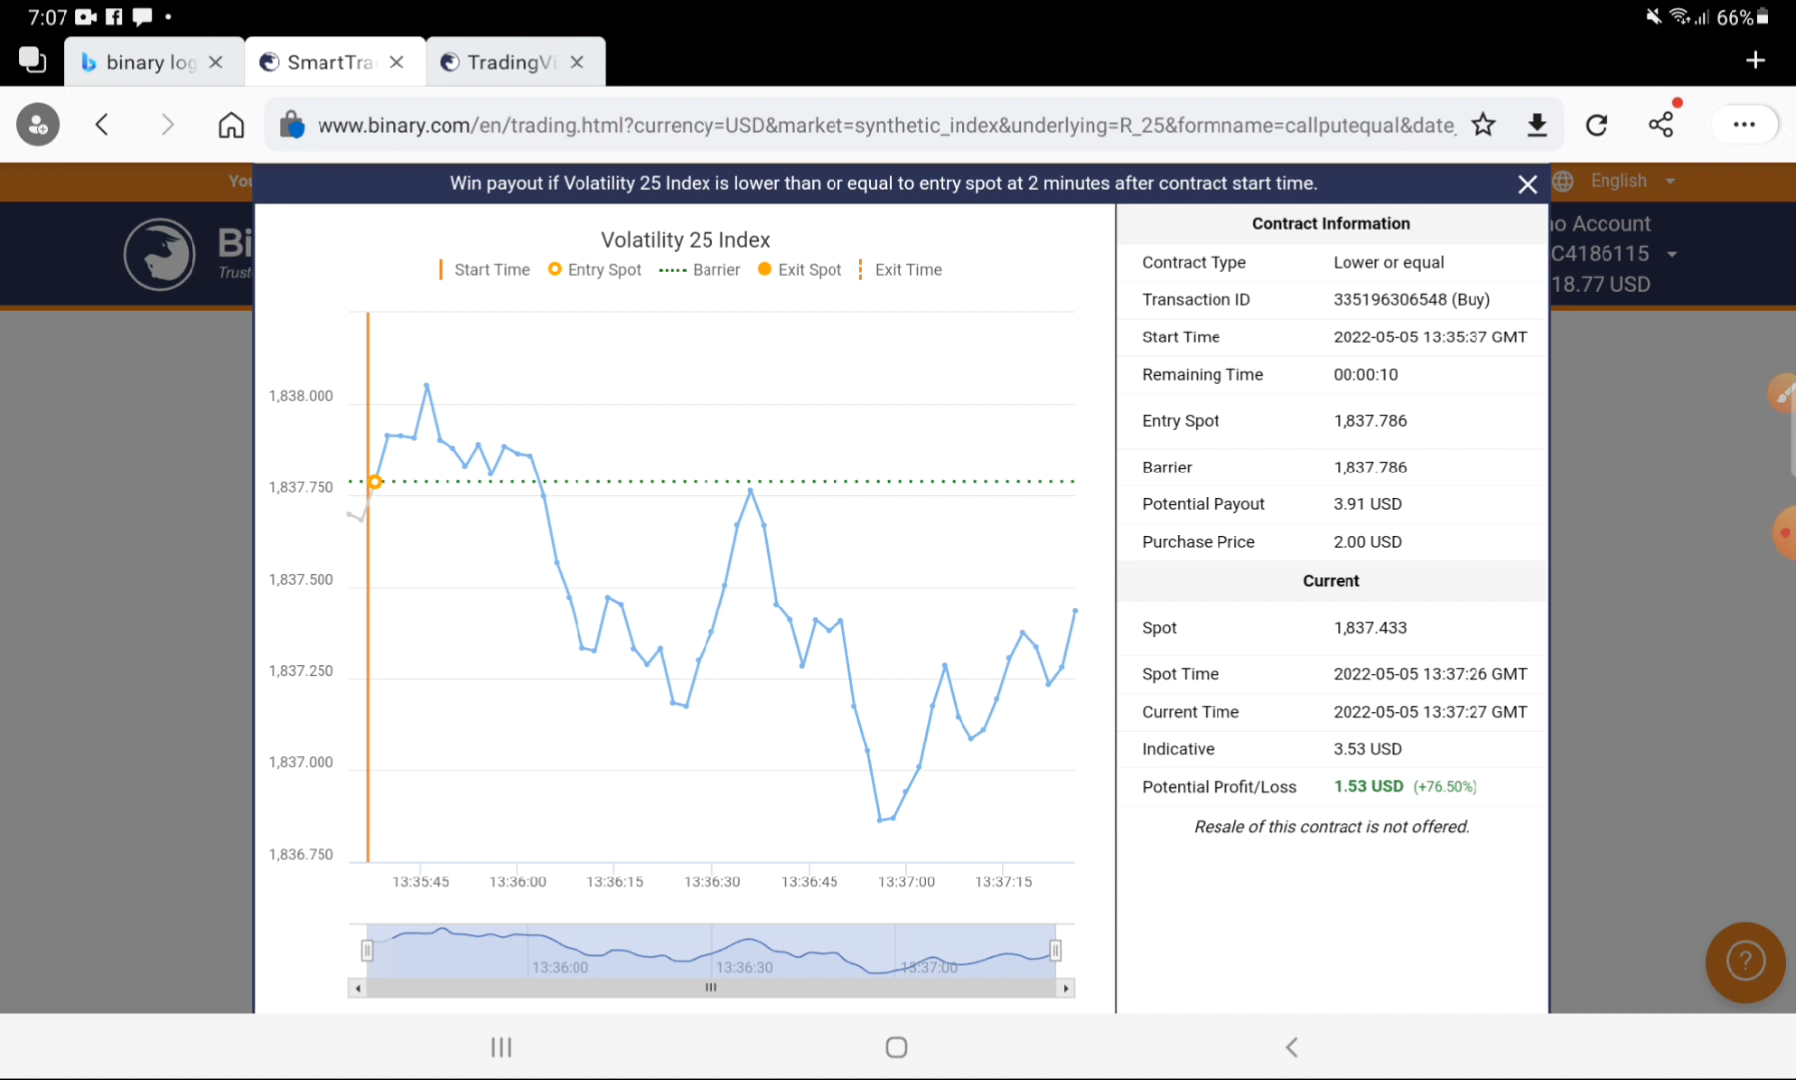 7:07
66%
binary log
SmartTra
TradingVi
www.binary.com/en/trading.html?currency=USD&market=synthetic_index&underlying=R_25&formname=callputequal&date_
You
Win payout if Volatility 25 Index is lower than or equal to entry spot at 2 minutes after contract start time.
English
Bi
Trust
no Account
C4186115
18.77 USD
Volatility 25 Index
Start Time Entry Spot Barrier Exit Spot Exit Time
1,838.000
1,837.750
1,837.500
1,837.250
1,837.000
1,836.750
13:35:45 13:36:00 13:36:15 13:36:30 13:36:45 13:37:00 13:37:15
13:36:00 13:36:30 13:37:00
Contract Information
Contract Type Lower or equal
Transaction ID 335196306548 (Buy)
Start Time 2022-05-05 13:35:37 GMT
Remaining Time 00:00:10
Entry Spot 1,837.786
Barrier 1,837.786
Potential Payout 3.91 USD
Purchase Price 2.00 USD
Current
Spot 1,837.433
Spot Time 2022-05-05 13:37:26 GMT
Current Time 2022-05-05 13:37:27 GMT
Indicative 3.53 USD
Potential Profit/Loss 1.53 USD (+76.50%)
Resale of this contract is not offered.